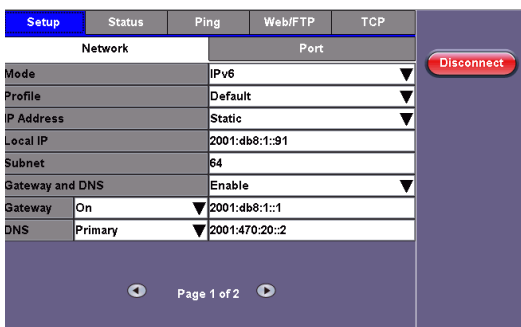 Setup Status Ping Web/FTP TCP
Network Port
Disconnect
Mode IPv6
Profile Default
IP Address Static
Local IP 2001:db8:1::91
Subnet 64
Gateway and DNS Enable
Gateway On 2001:db8:1::1
DNS Primary 2001:470:20::2
Page 1 of 2